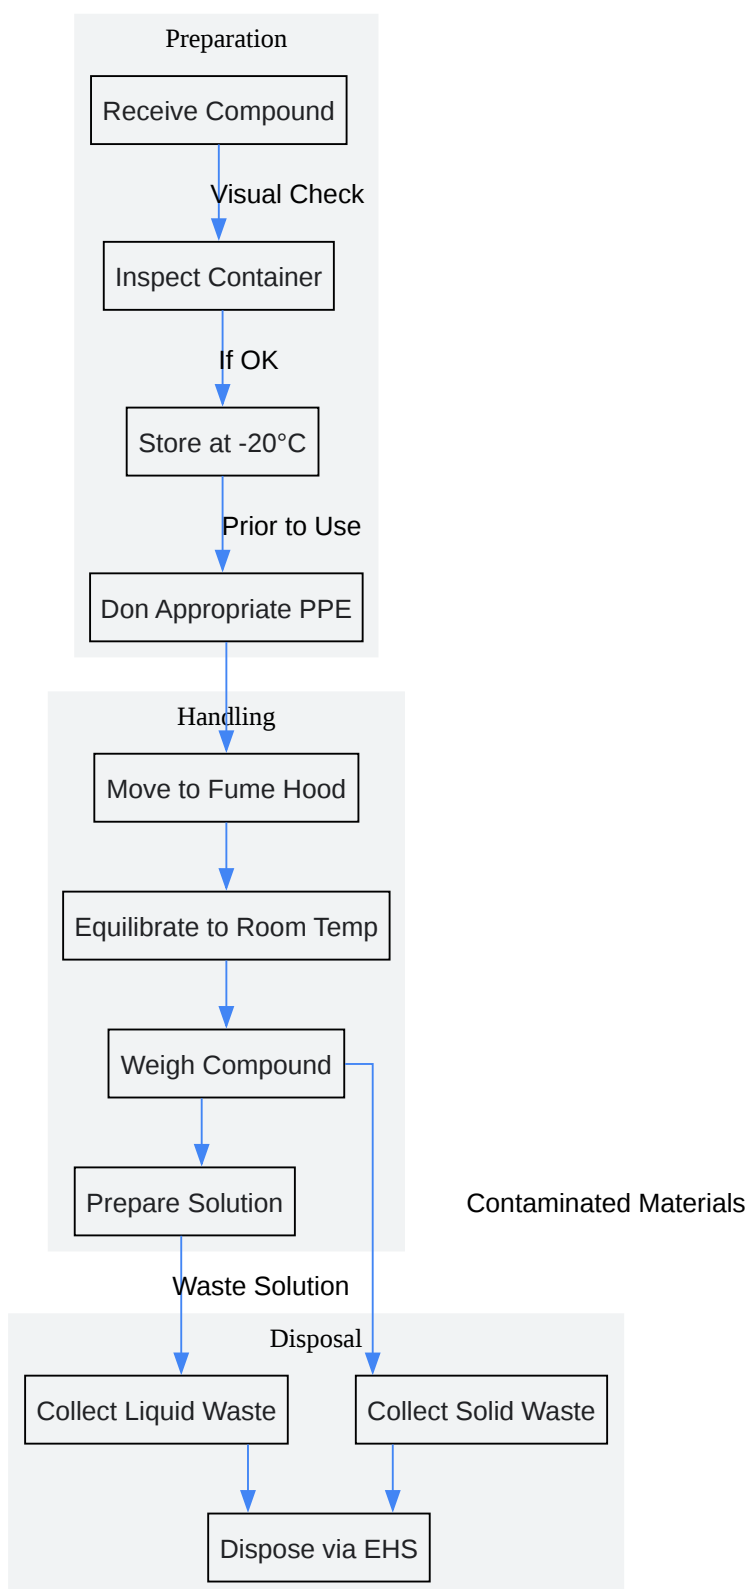 Preparation
Receive Compound
Visual Check
Inspect Container
If OK
Store at -20°C
Prior to Use
Don Appropriate PPE
Handling
Move to Fume Hood
Equilibrate to Room Temp
Weigh Compound
Prepare Solution
Contaminated Materials
Waste Solution
Disposal
Collect Liquid Waste
Collect Solid Waste
Dispose via EHS